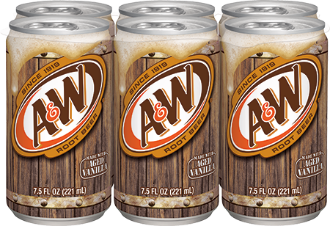 SINCE 1919
A&W
ROOT BEER
MADE WITH
AGED
VANILLA
7.5 FL OZ (221 mL)
SINCE 1919
A&W
ROOT BEER
MADE WITH
AGED
VANILLA
7.5 FL OZ (221 mL)
SINCE 1919
A&W
ROOT BEER
MADE WITH
AGED
VANILLA
7.5 FL OZ (221 mL)